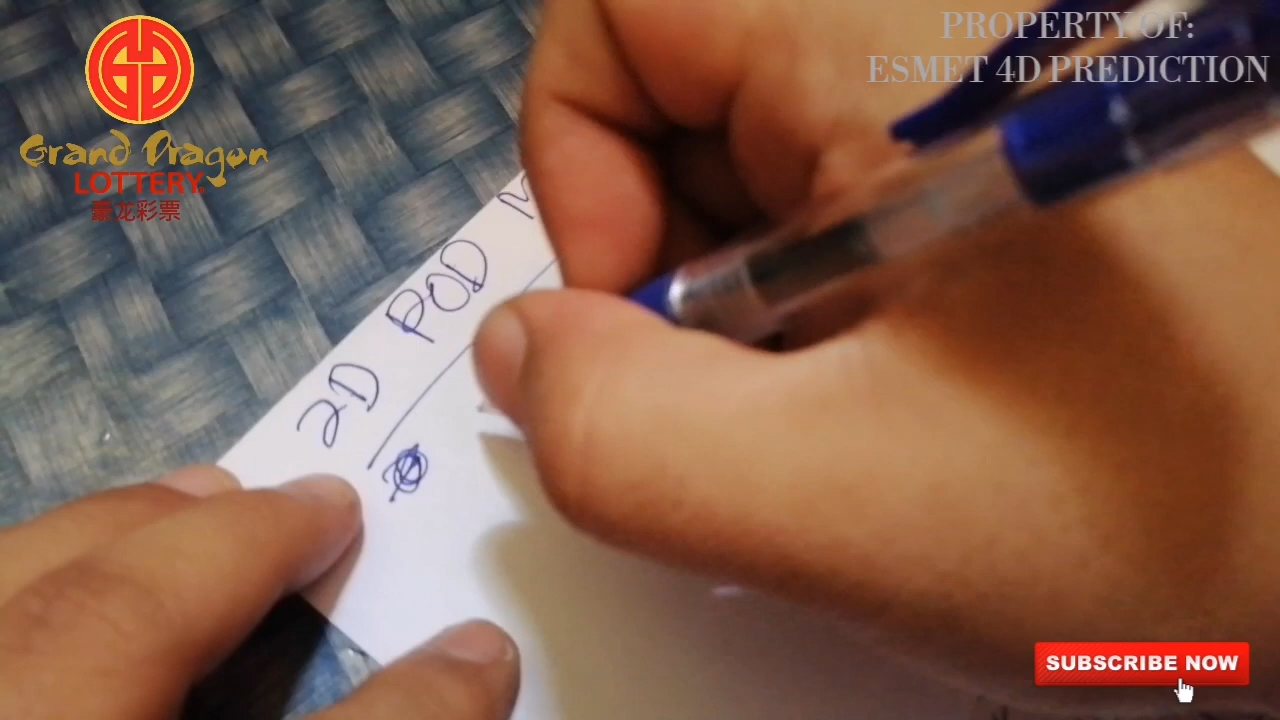 Grand Dragon
LOTTERY
豪龙彩票
PROPERTY OF:
ESMET 4D PREDICTION
2D POD
SUBSCRIBE NOW